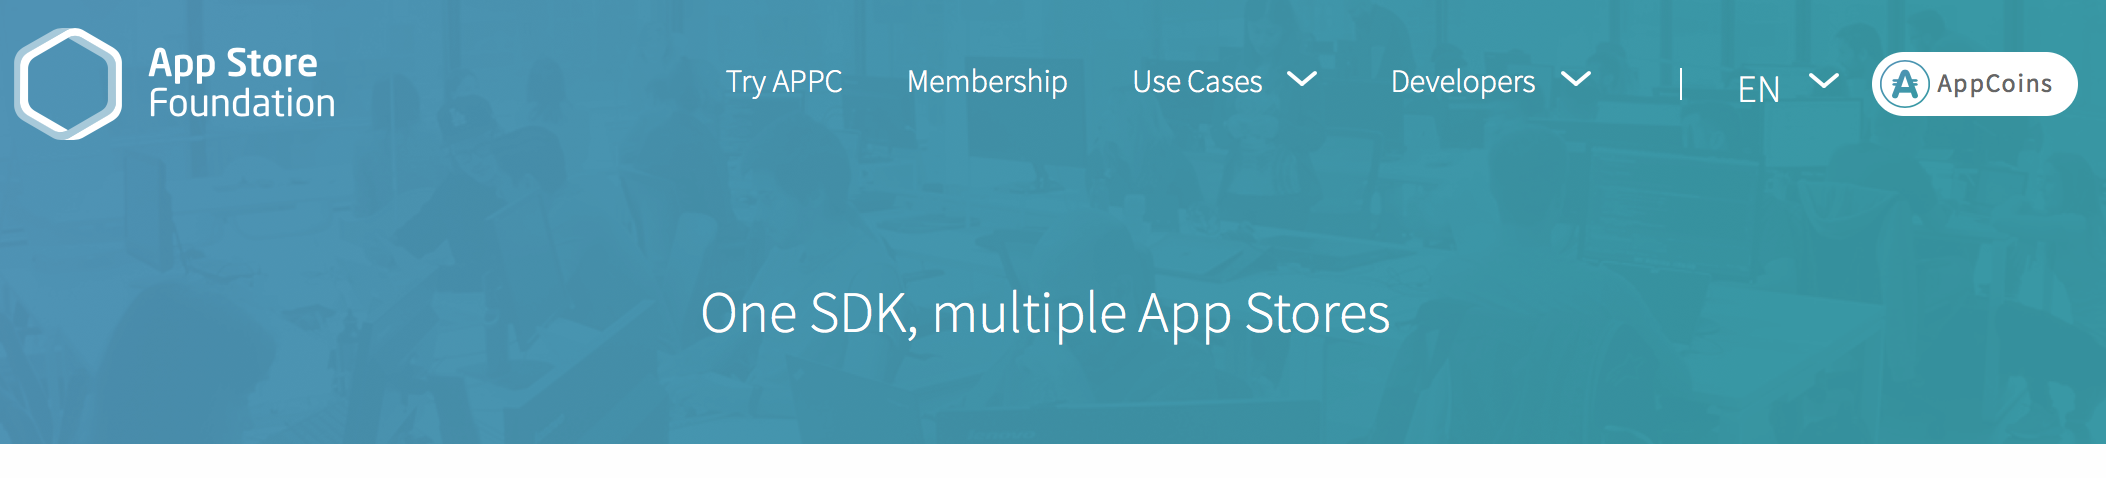 App Store
Foundation
Try APPC Membership Use Cases Developers | EN AppCoins
One SDK, multiple App Stores